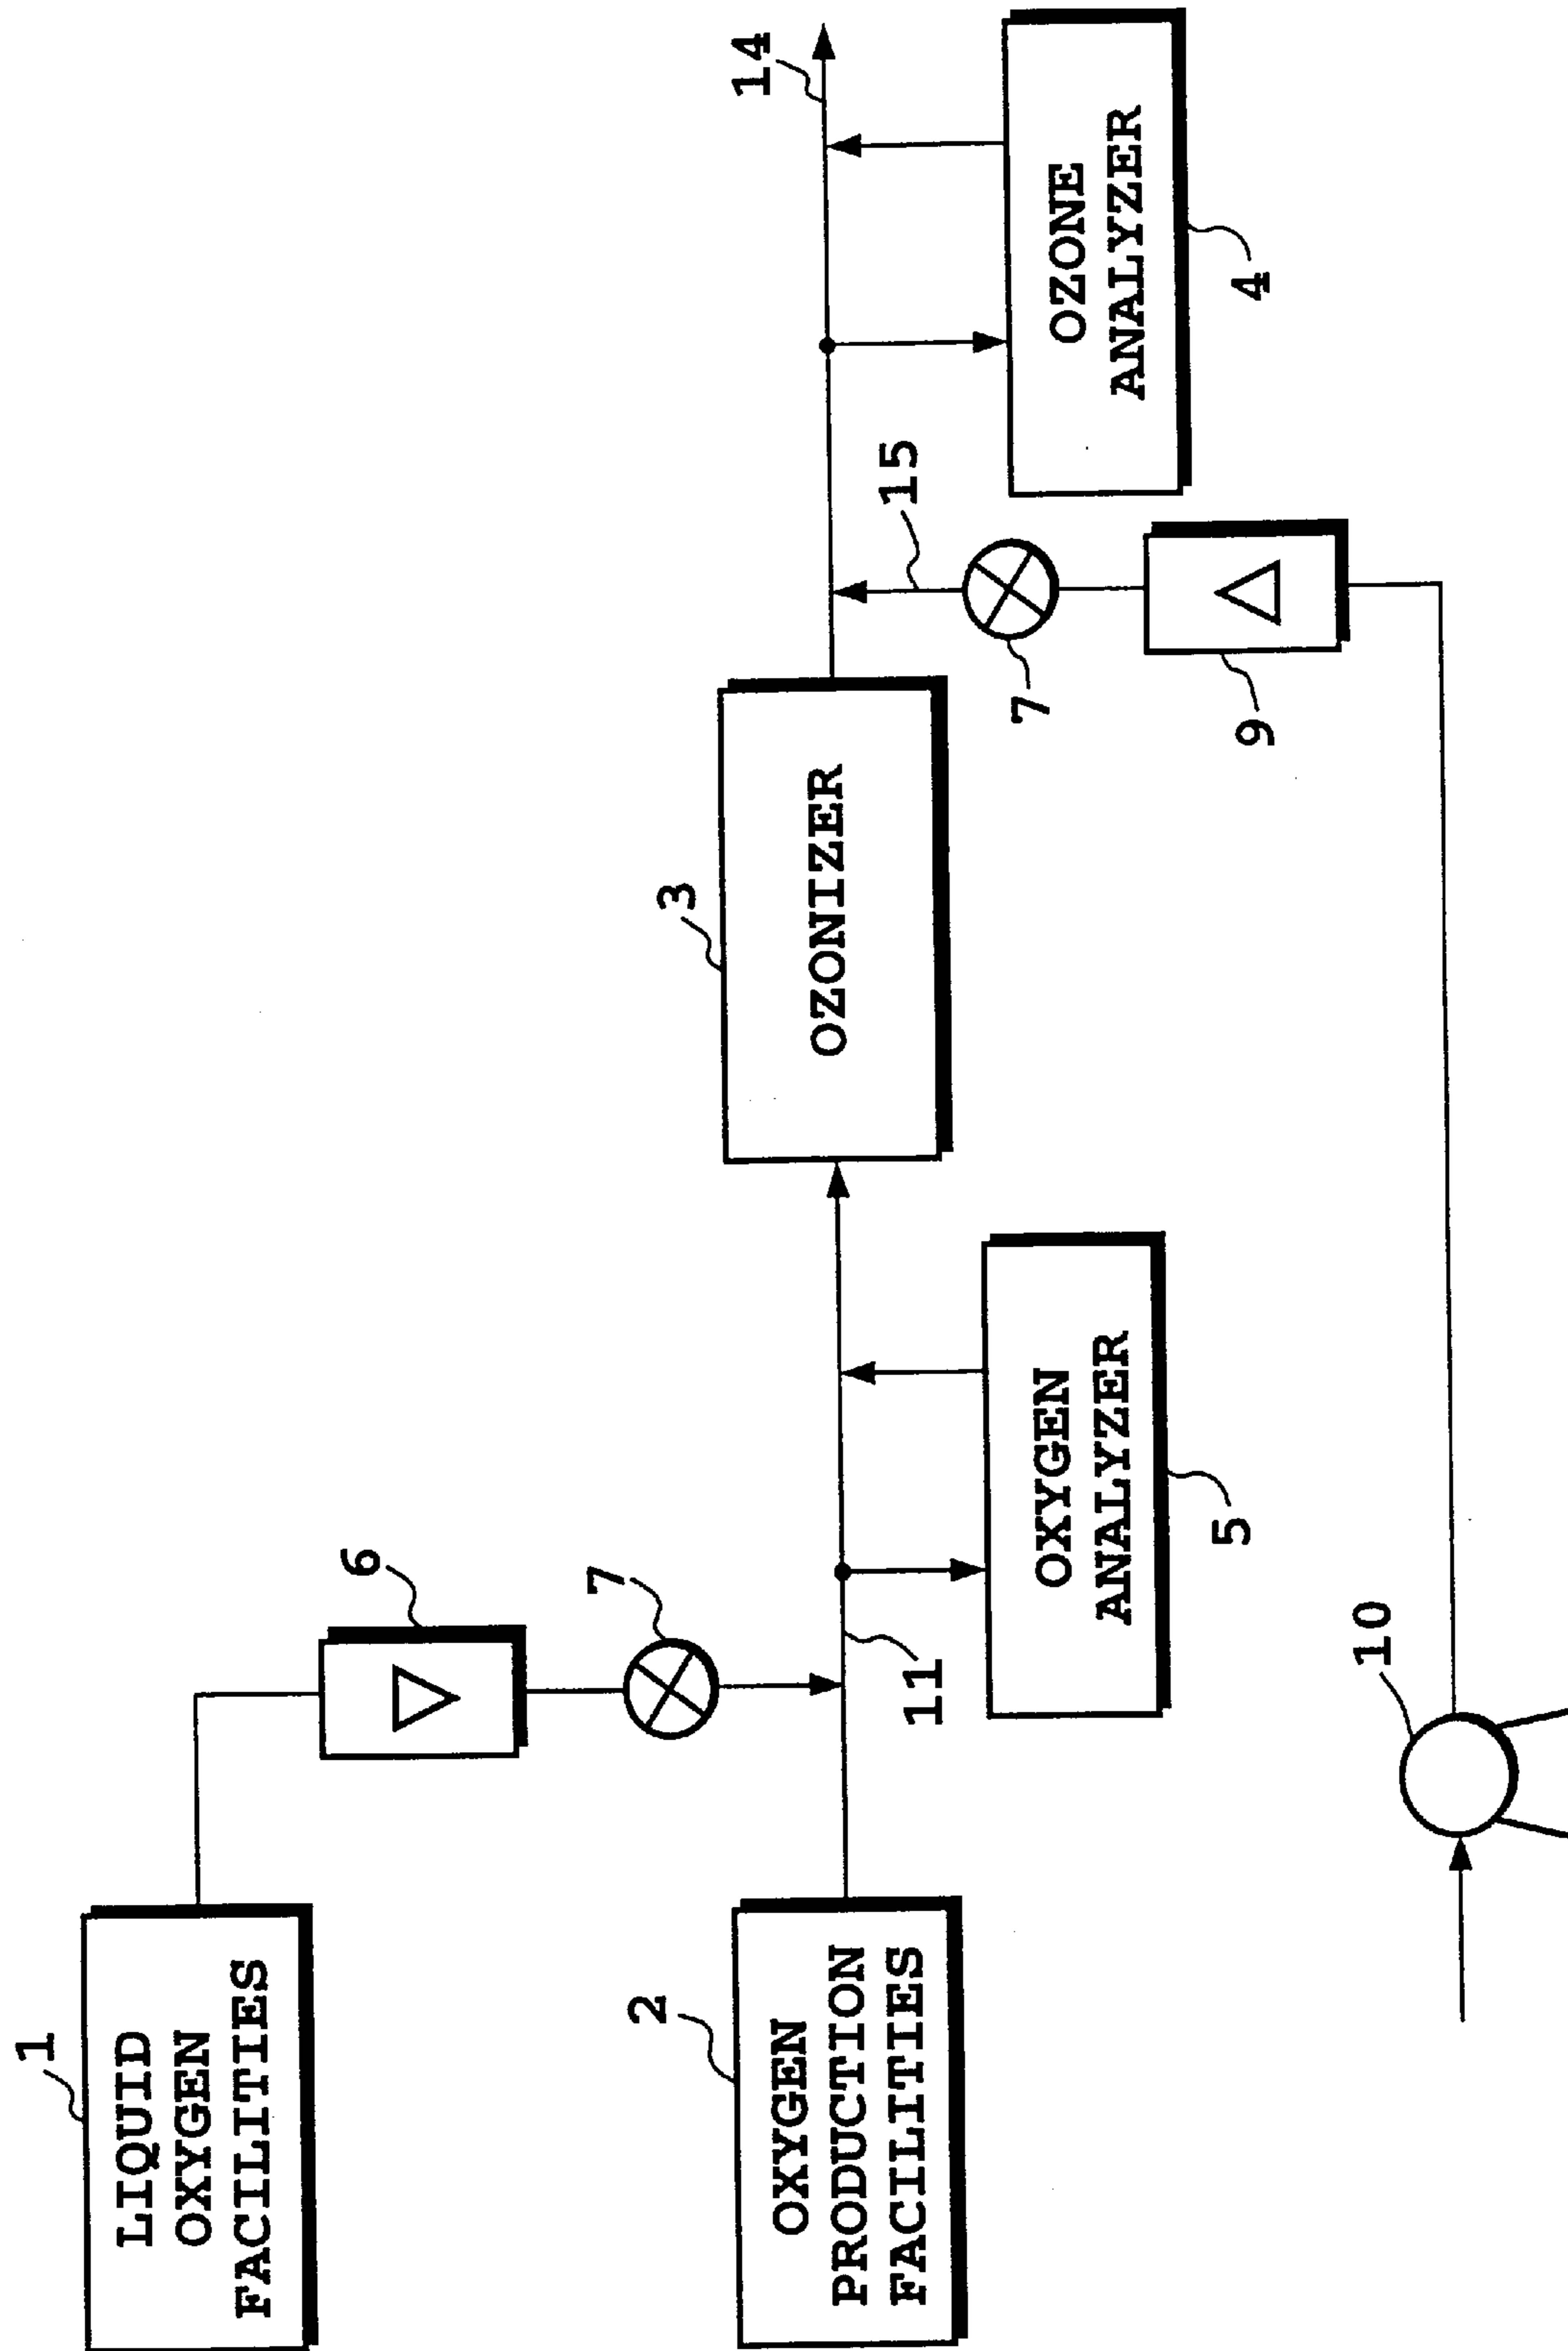 1
LIQUID
OXYGEN
FACILITIES
6
7
2
OXYGEN
PRODUCTION
FACILITIES
11
OXYGEN
ANALYZER
5
3
OZONIZER
14
15
7
9
OZONE
ANALYZER
4
10